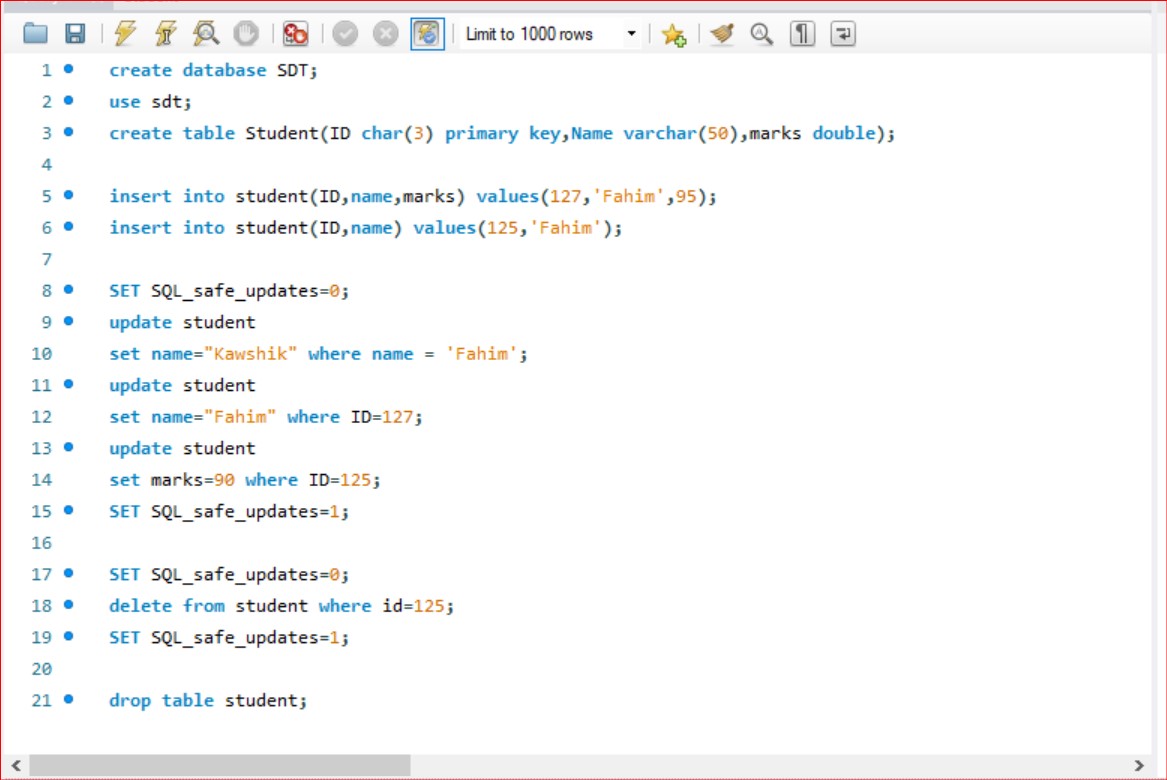 Limit to 1000 rows
1 create database SDT;
2 use sdt;
3 create table Student(ID char(3) primary key,Name varchar(50),marks double);
4
5 insert into student(ID,name,marks) values(127,'Fahim',95);
6 insert into student(ID,name) values(125,'Fahim');
7
8 SET SQL_safe_updates=0;
9 update student
10 set name="Kawshik" where name = 'Fahim';
11 update student
12 set name="Fahim" where ID=127;
13 update student
14 set marks=90 where ID=125;
15 SET SQL_safe_updates=1;
16
17 SET SQL_safe_updates=0;
18 delete from student where id=125;
19 SET SQL_safe_updates=1;
20
21 drop table student;